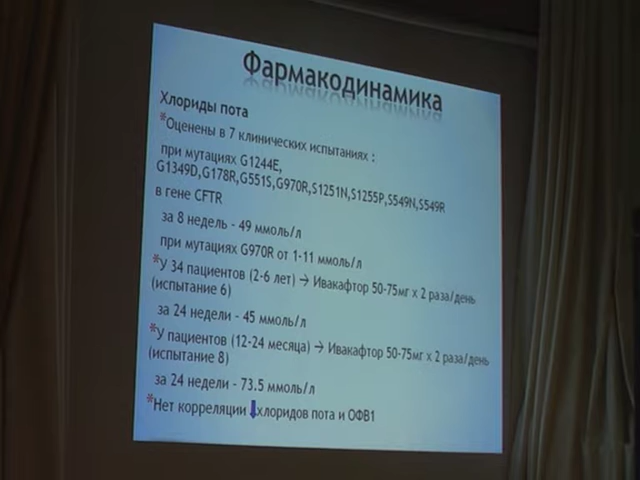 Фармакодинамика
Хлориды пота
*Оценены в 7 клинических испытаниях :
при мутациях G1244E,
G1349D,G178R,G551S,G970R,S1251N,S1255P,S549N,S549R
в гене CFTR
за 8 недель - 49 ммоль/л
при мутациях G970R от 1-11 ммоль/л
*У 34 пациентов (2-6 лет) → Ивакафтор 50-75мг x 2 раза/день
(испытание 6)
за 24 недели - 45 ммоль/л
*У пациентов (12-24 месяца) → Ивакафтор 50-75мг x 2 раза/день
(испытание 8)
за 24 недели - 73.5 ммоль/л
*Нет корреляции ↓хлоридов пота и ОФВ1